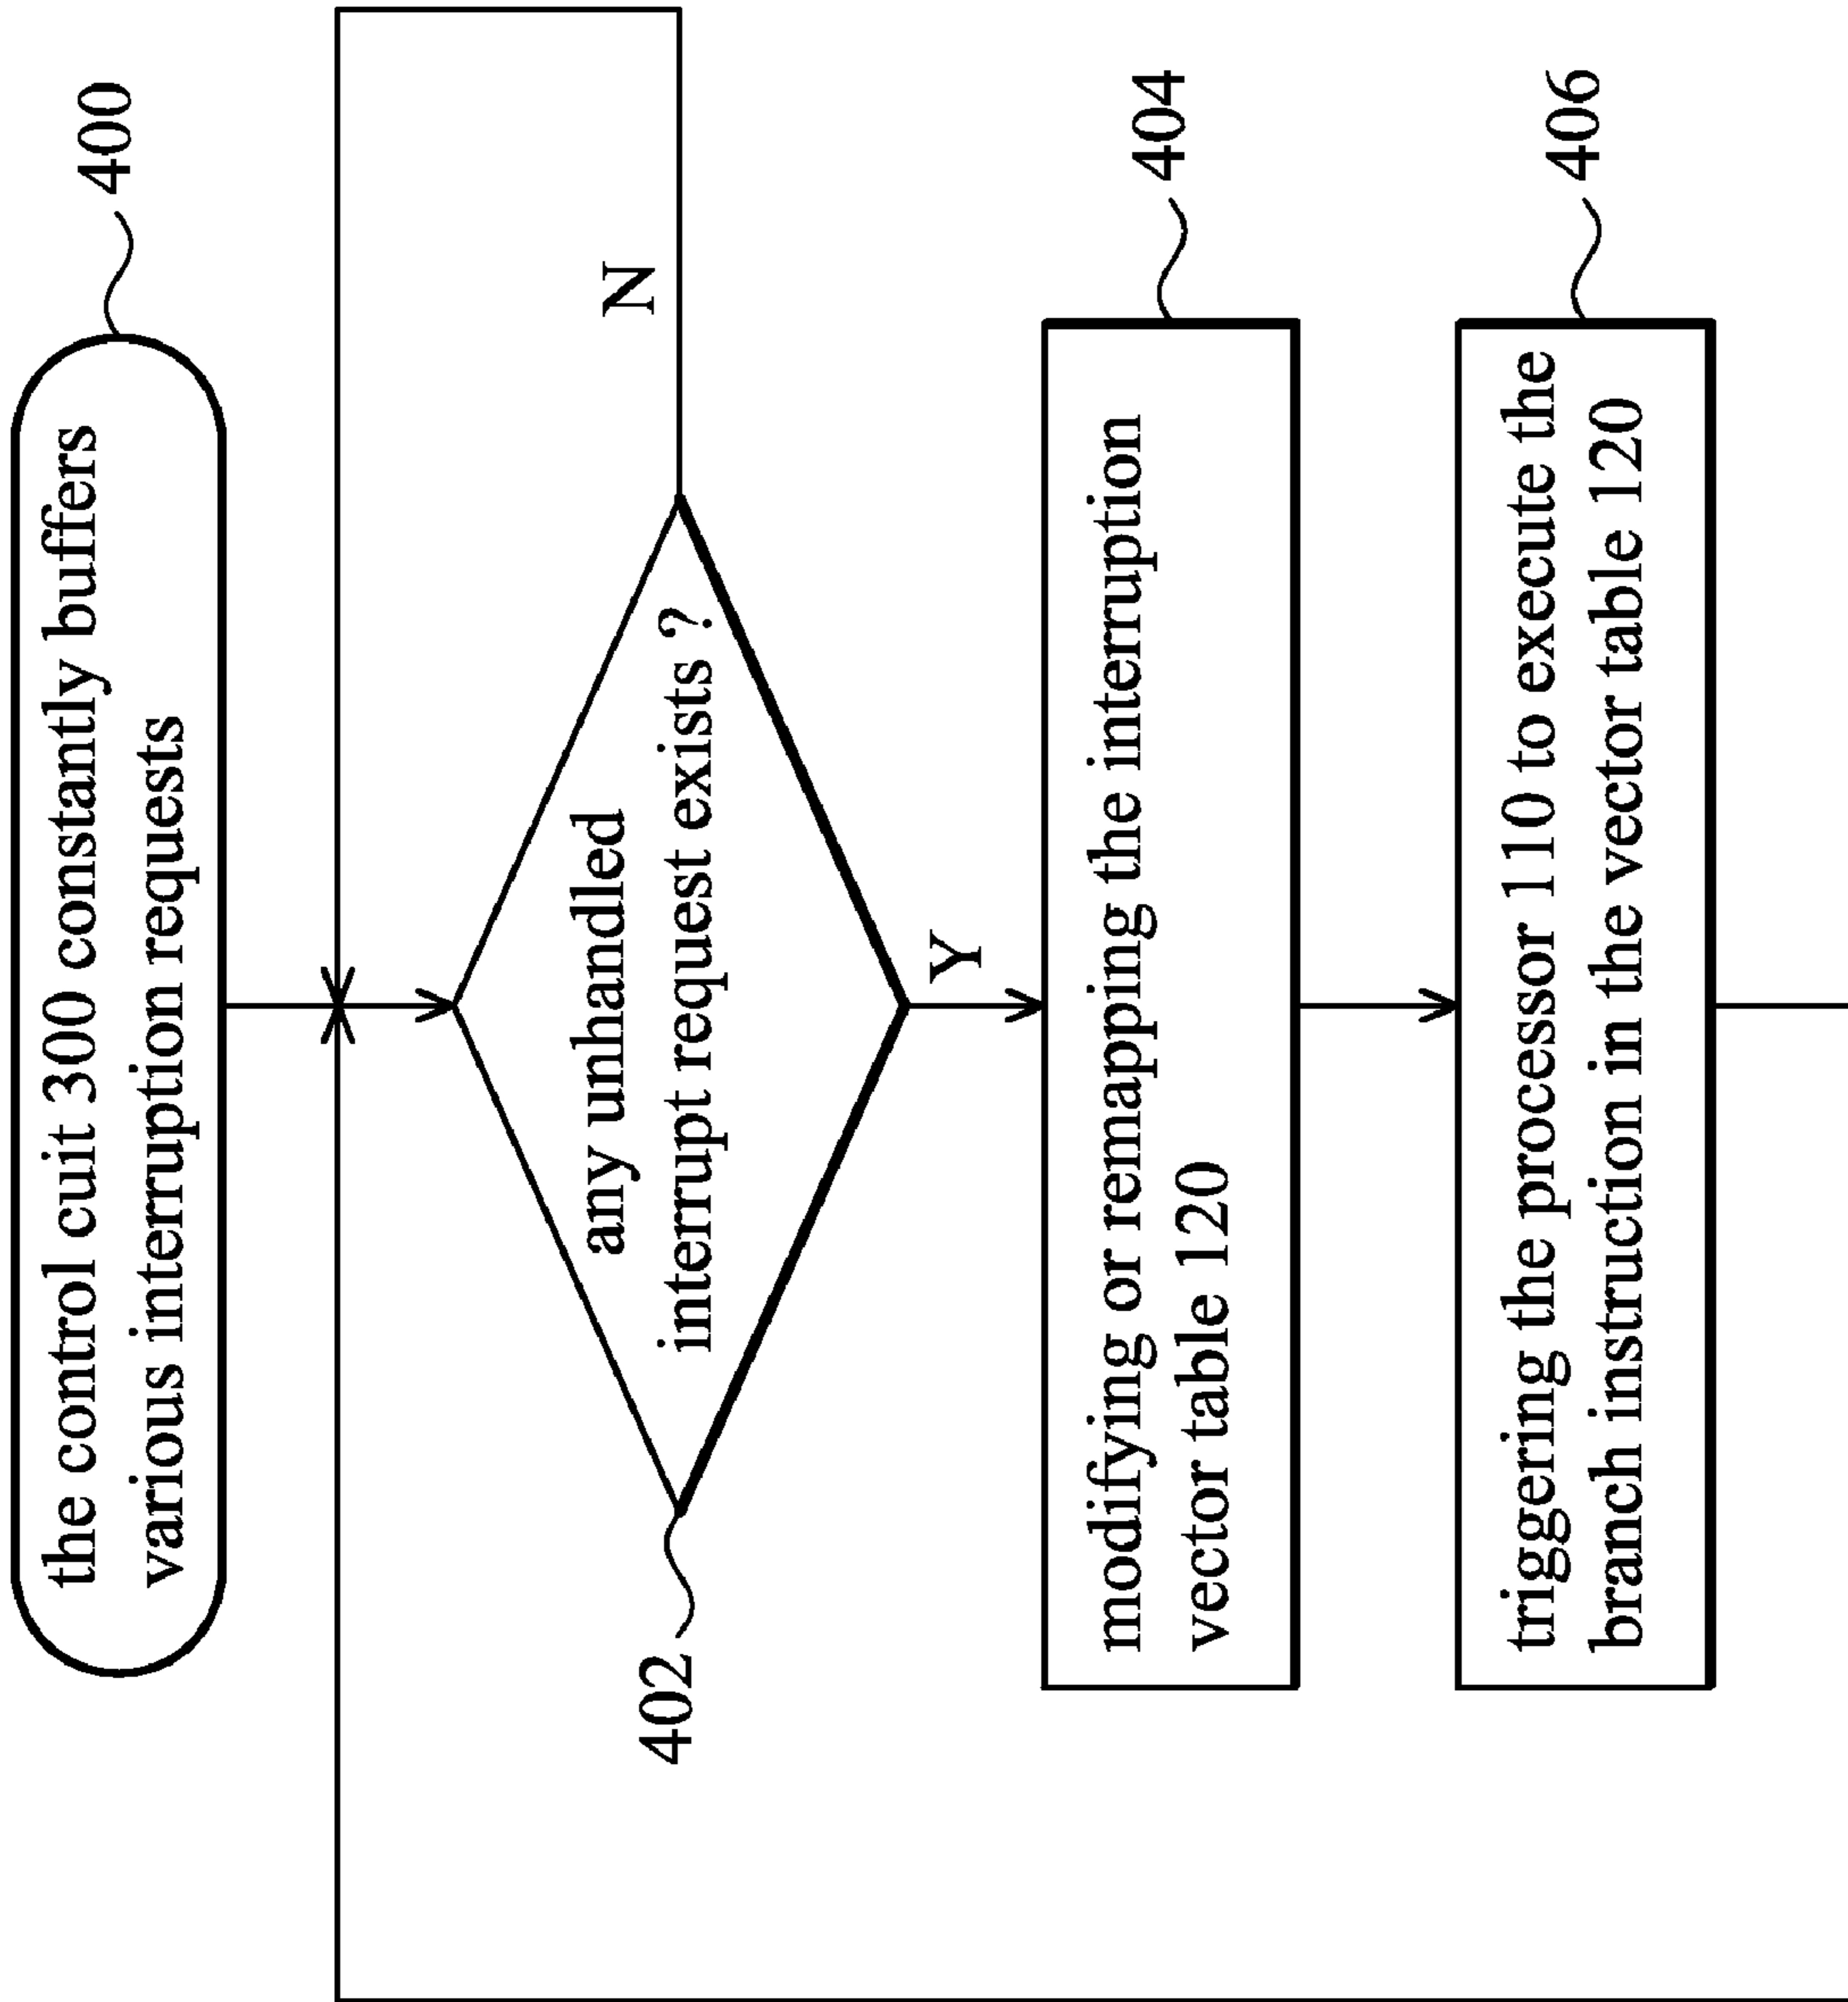 the control cuit 300 constantly buffers
various interruption requests
400
any unhandled
interrupt request exists ?
402
N
Y
modifying or remapping the interruption
vector table 120
404
triggering the processor 110 to execute the
branch instruction in the vector table 120
406